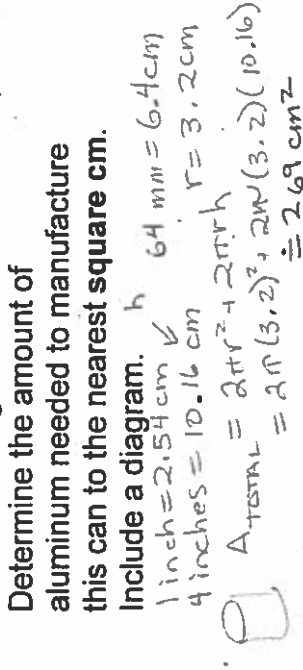 Determine the amount of
aluminum needed to manufacture
this can to the nearest square cm.
Include a diagram. h
1 inch = 2.54 cm 64 mm = 6.4 cm
4 inches = 10.16 cm r = 3.2 cm
A TOTAL = 2πr² + 2πrh
= 2π(3.2)² + 2π(3.2)(10.16)
≐ 269 cm²